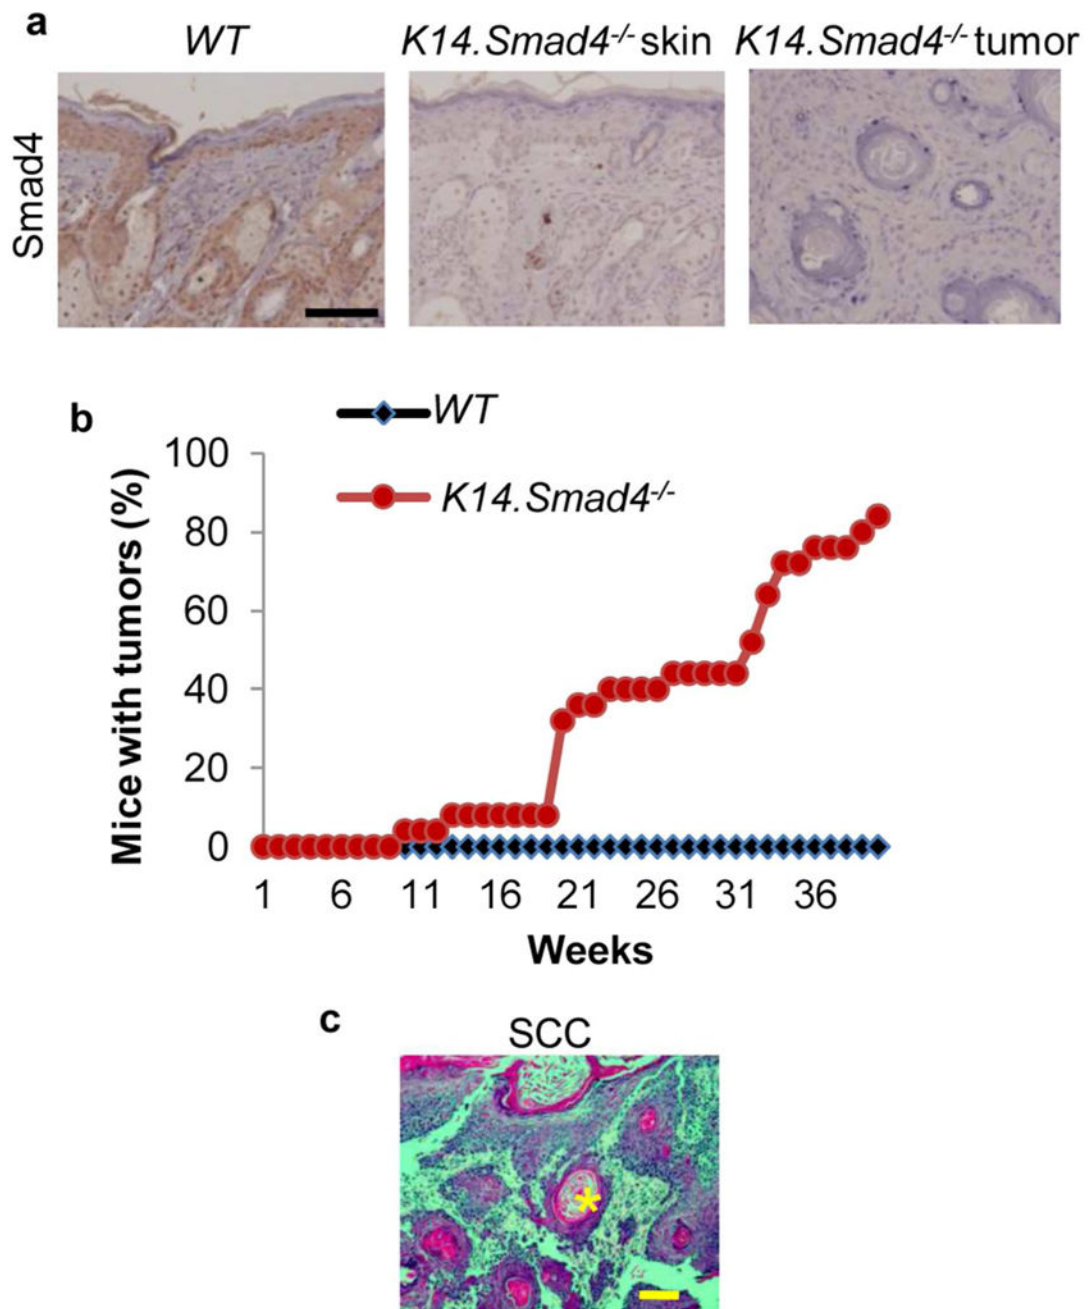 a
WT
K14.Smad4-/- skin
K14.Smad4-/- tumor
Smad4
b
WT
K14.Smad4-/-
Mice with tumors (%)
100
80
60
40
20
0
1 6 11 16 21 26 31 36
Weeks
c
SCC
*